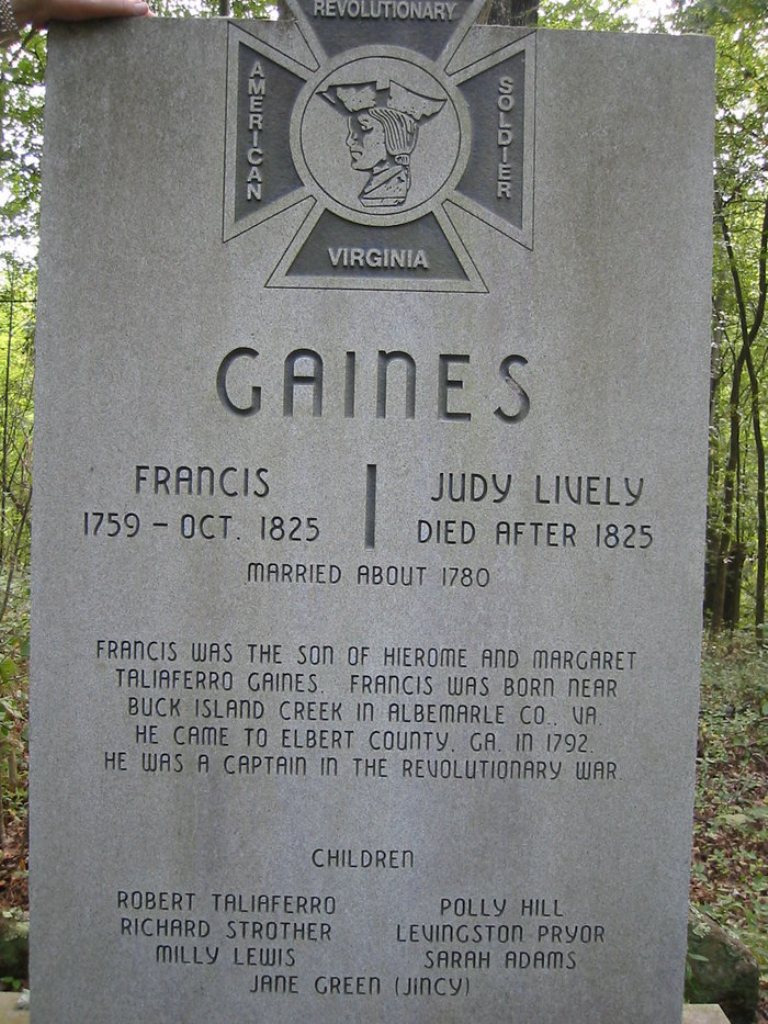 REVOLUTIONARY
AMERICAN
SOLDIER
VIRGINIA
GAINES
FRANCIS
1759 - OCT. 1825
JUDY LIVELY
DIED AFTER 1825
MARRIED ABOUT 1780
FRANCIS WAS THE SON OF HIEROME AND MARGARET
TALIAFERRO GAINES. FRANCIS WAS BORN NEAR
BUCK ISLAND CREEK IN ALBEMARLE CO., VA.
HE CAME TO ELBERT COUNTY, GA. IN 1792.
HE WAS A CAPTAIN IN THE REVOLUTIONARY WAR.
CHILDREN
ROBERT TALIAFERRO
RICHARD STROTHER
MILLY LEWIS
POLLY HILL
LEVINGSTON PRYOR
SARAH ADAMS
JANE GREEN (JINCY)